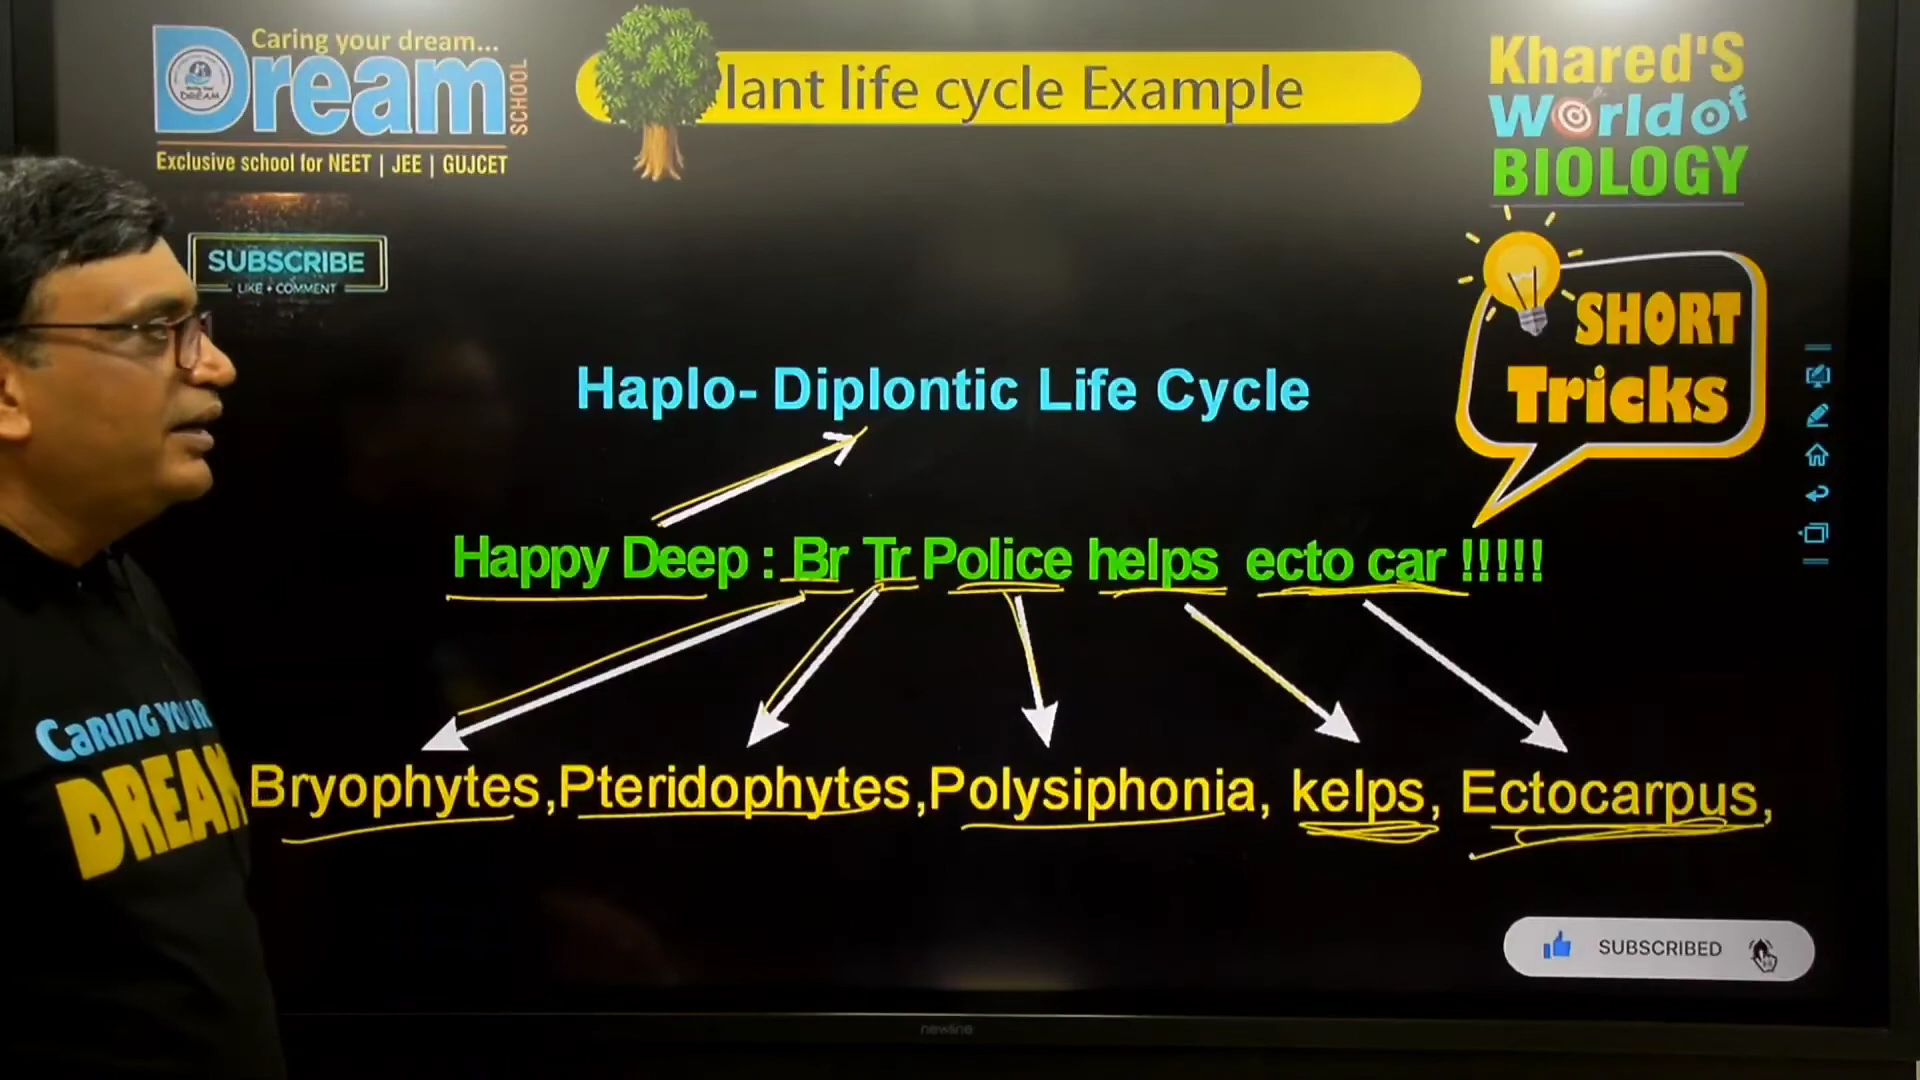 Caring your dream...
Dream SCHOOL
DREAM
Exclusive school for NEET | JEE | GUJCET
lant life cycle Example
Khared'S
World of
BIOLOGY
SUBSCRIBE
LIKE + COMMENT
SHORT
Tricks
Haplo- Diplontic Life Cycle
Happy Deep : Br Tr Police helps ecto car !!!!!
Bryophytes,Pteridophytes,Polysiphonia, kelps, Ectocarpus,
CARING YOUR
DREAM
SUBSCRIBED
newline